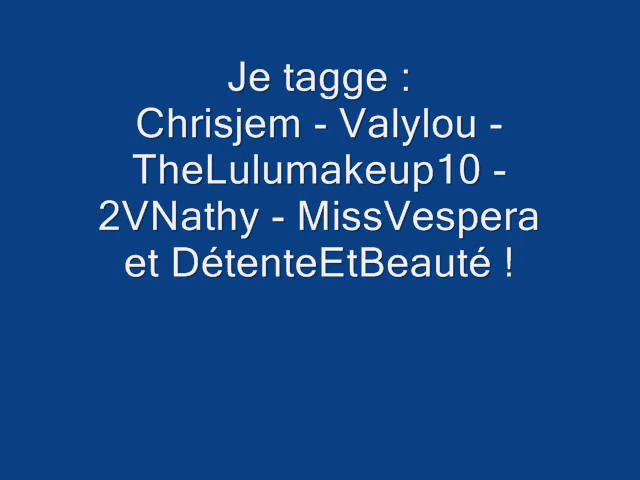 Je tagge :
Chrisjem - Valylou -
TheLulumakeup10 -
2VNathy - MissVespera
et DétenteEtBeauté !